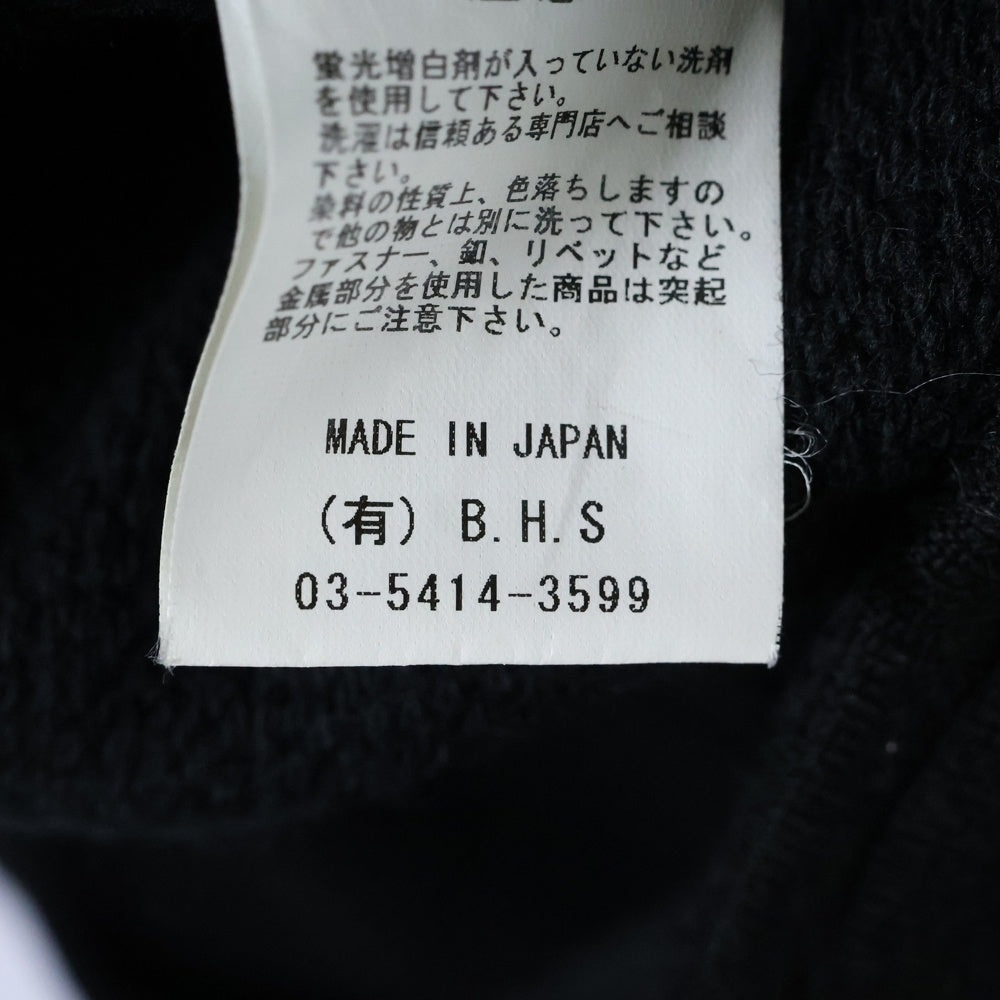 蛍光増白剤が入っていない洗剤
を使用して下さい。
洗濯は信頼ある専門店へご相談
下さい。
染料の性質上、色落ちしますの
で他の物とは別に洗って下さい。
ファスナー、釦、リベットなど
金属部分を使用した商品は突起
部分にご注意下さい。
MADE IN JAPAN
(有) B.H.S
03-5414-3599